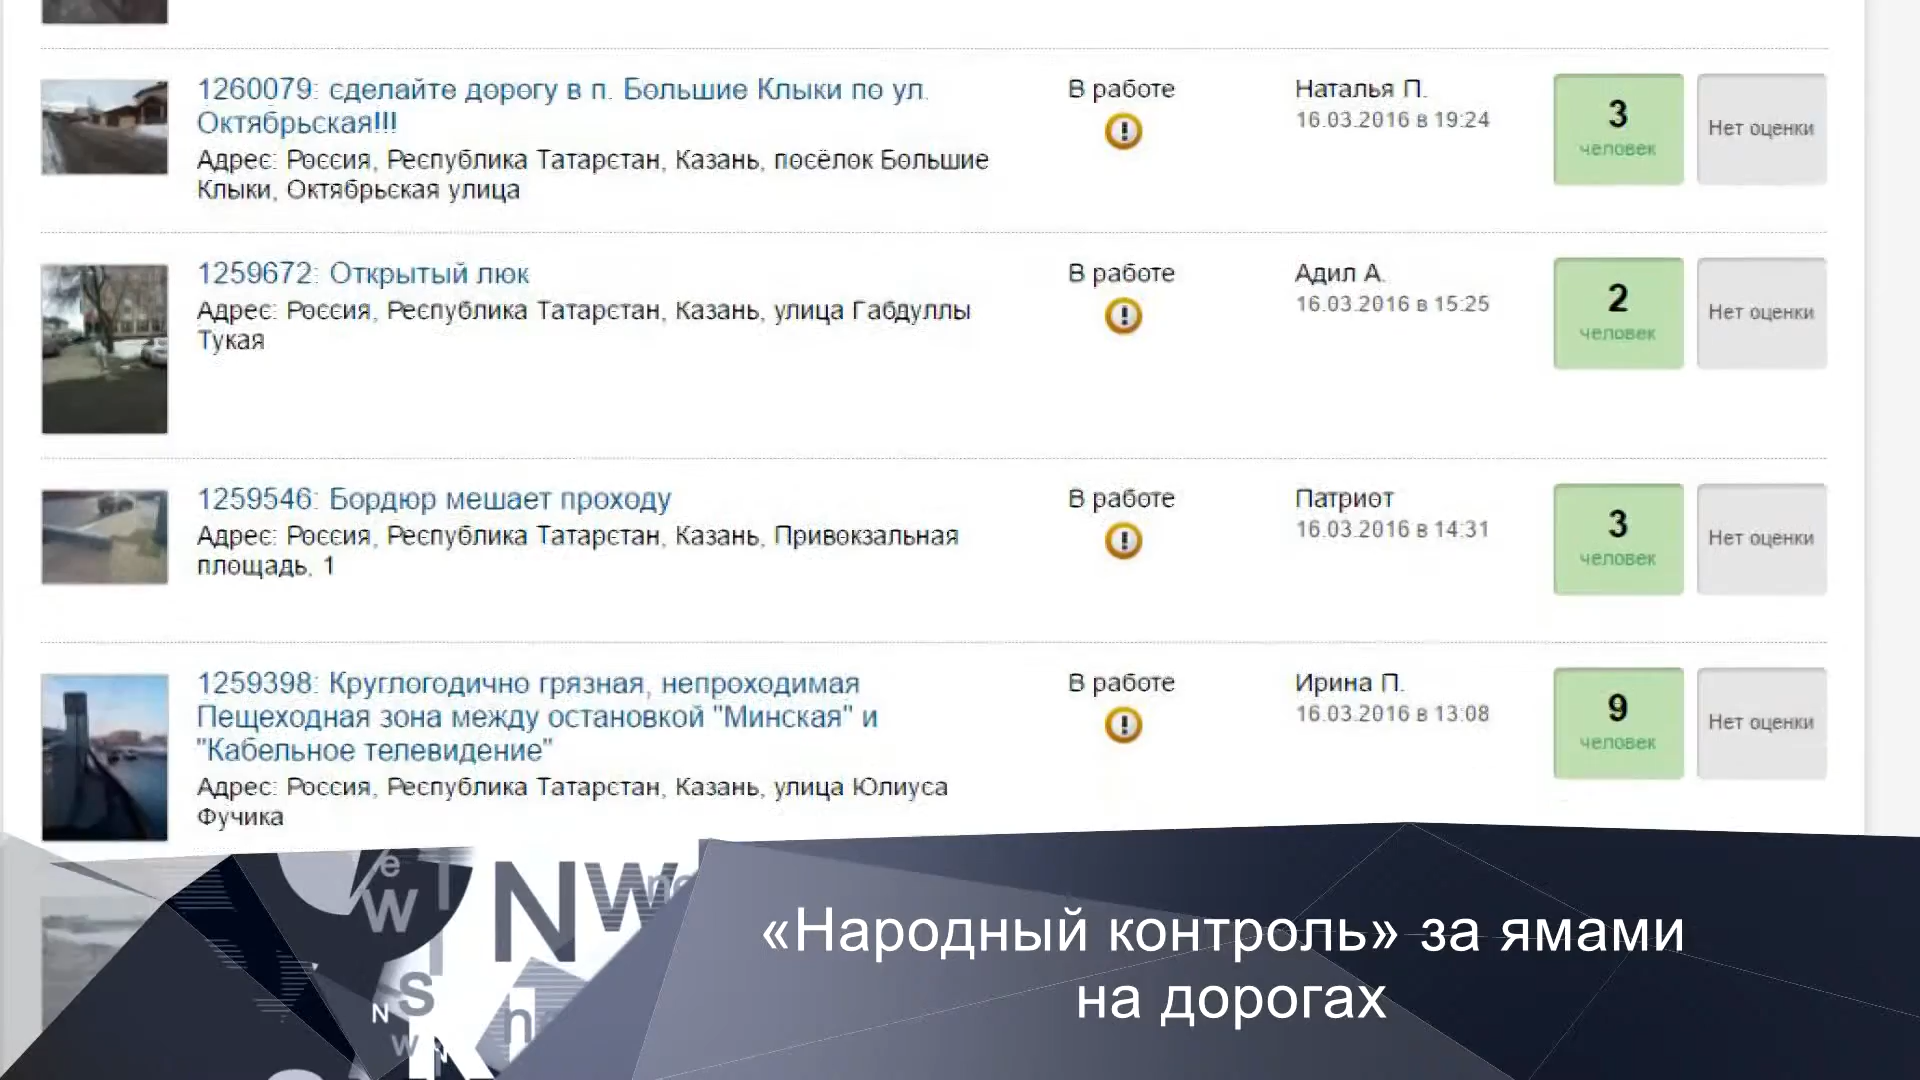 1260079: сделайте дорогу в п. Большие Клыки по ул.
Октябрьская!!!
Адрес: Россия, Республика Татарстан, Казань, посёлок Большие
Клыки, Октябрьская улица
В работе
Наталья П.
16.03.2016 в 19:24
3
человек
Нет оценки
1259672: Открытый люк
Адрес: Россия, Республика Татарстан, Казань, улица Габдуллы
Тукая
В работе
Адил А.
16.03.2016 в 15:25
2
человек
Нет оценки
1259546: Бордюр мешает проходу
Адрес: Россия, Республика Татарстан, Казань, Привокзальная
площадь, 1
В работе
Патриот
16.03.2016 в 14:31
3
человек
Нет оценки
1259398: Круглогодично грязная, непроходимая
Пещеходная зона между остановкой "Минская" и
"Кабельное телевидение"
Адрес: Россия, Республика Татарстан, Казань, улица Юлиуса
Фучика
В работе
Ирина П.
16.03.2016 в 13:08
9
человек
Нет оценки
«Народный контроль» за ямами
на дорогах